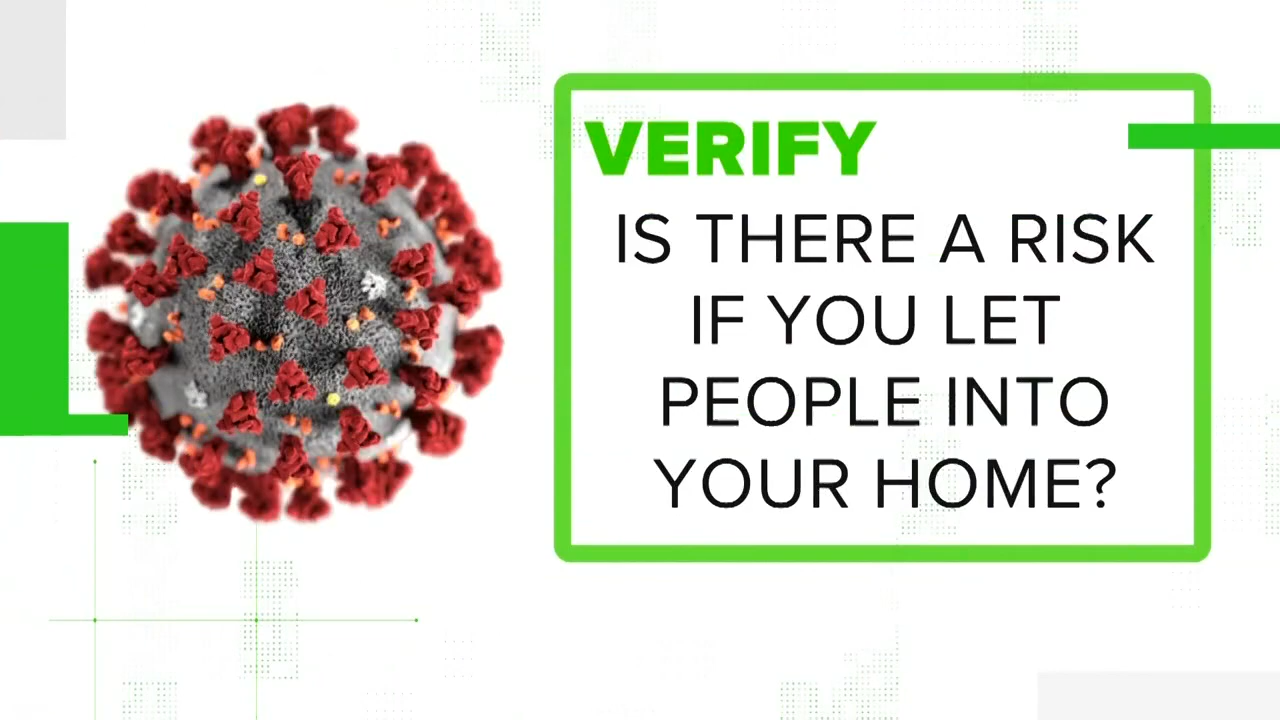 VERIFY
IS THERE A RISK
IF YOU LET
PEOPLE INTO
YOUR HOME?